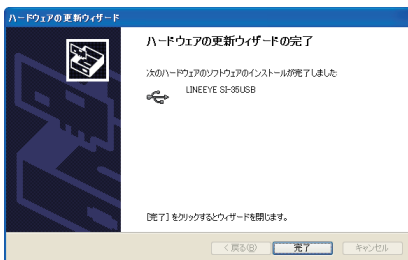 ハードウェアの更新ウィザード
ハードウェアの更新ウィザードの完了
次のハードウェアのソフトウェアのインストールが完了しました
LINEEYE SI-35USB
[完了] をクリックするとウィザードを閉じます。
< 戻る(B)
完了
キャンセル